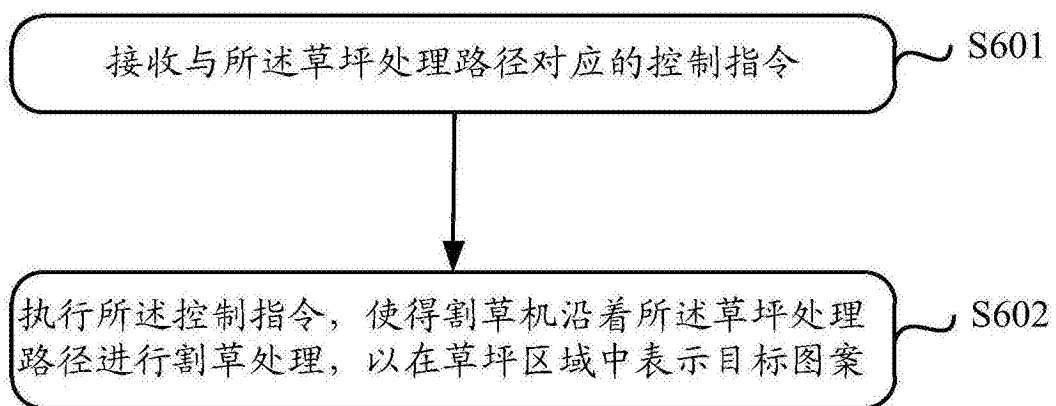 接收与所述草坪处理路径对应的控制指令
S601
执行所述控制指令，使得割草机沿着所述草坪处理
路径进行割草处理，以在草坪区域中表示目标图案
S602